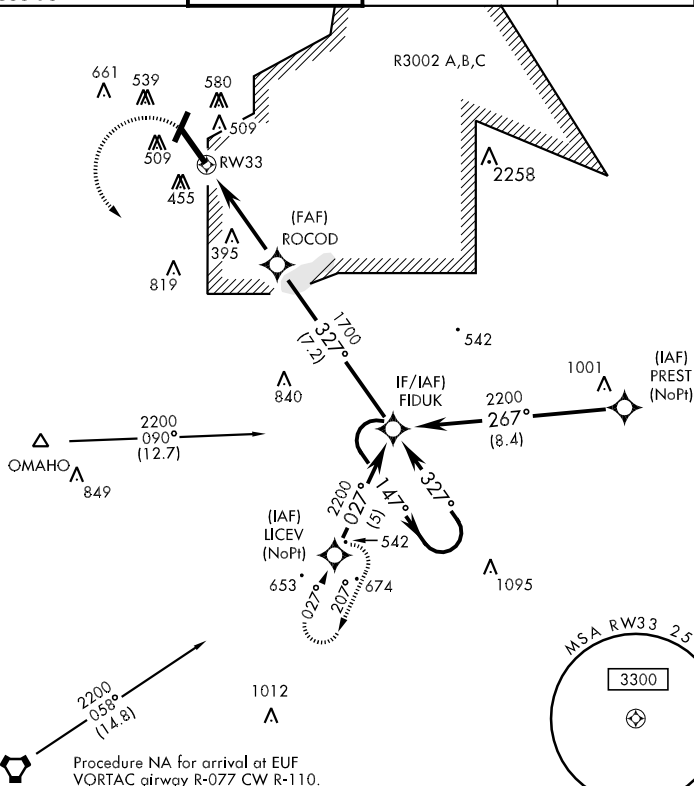 R3002 A,B,C
661
539
580
509
509
RW33
455
2258
(FAF)
ROCOD
395
819
1700
327°
(7.2)
542
840
IF/IAF)
FIDUK
1001
(IAF)
PREST
(NoPt)
2200
267°
(8.4)
2200
090°
(12.7)
OMAHO
849
2200
027°
(5)
147°
327°
(IAF)
LICEV
(NoPt)
542
653
674
027°
207°
1095
MSA RW33 25
3300
1012
2200
058°
(14.8)
Procedure NA for arrival at EUF
VORTAC airway R-077 CW R-110.